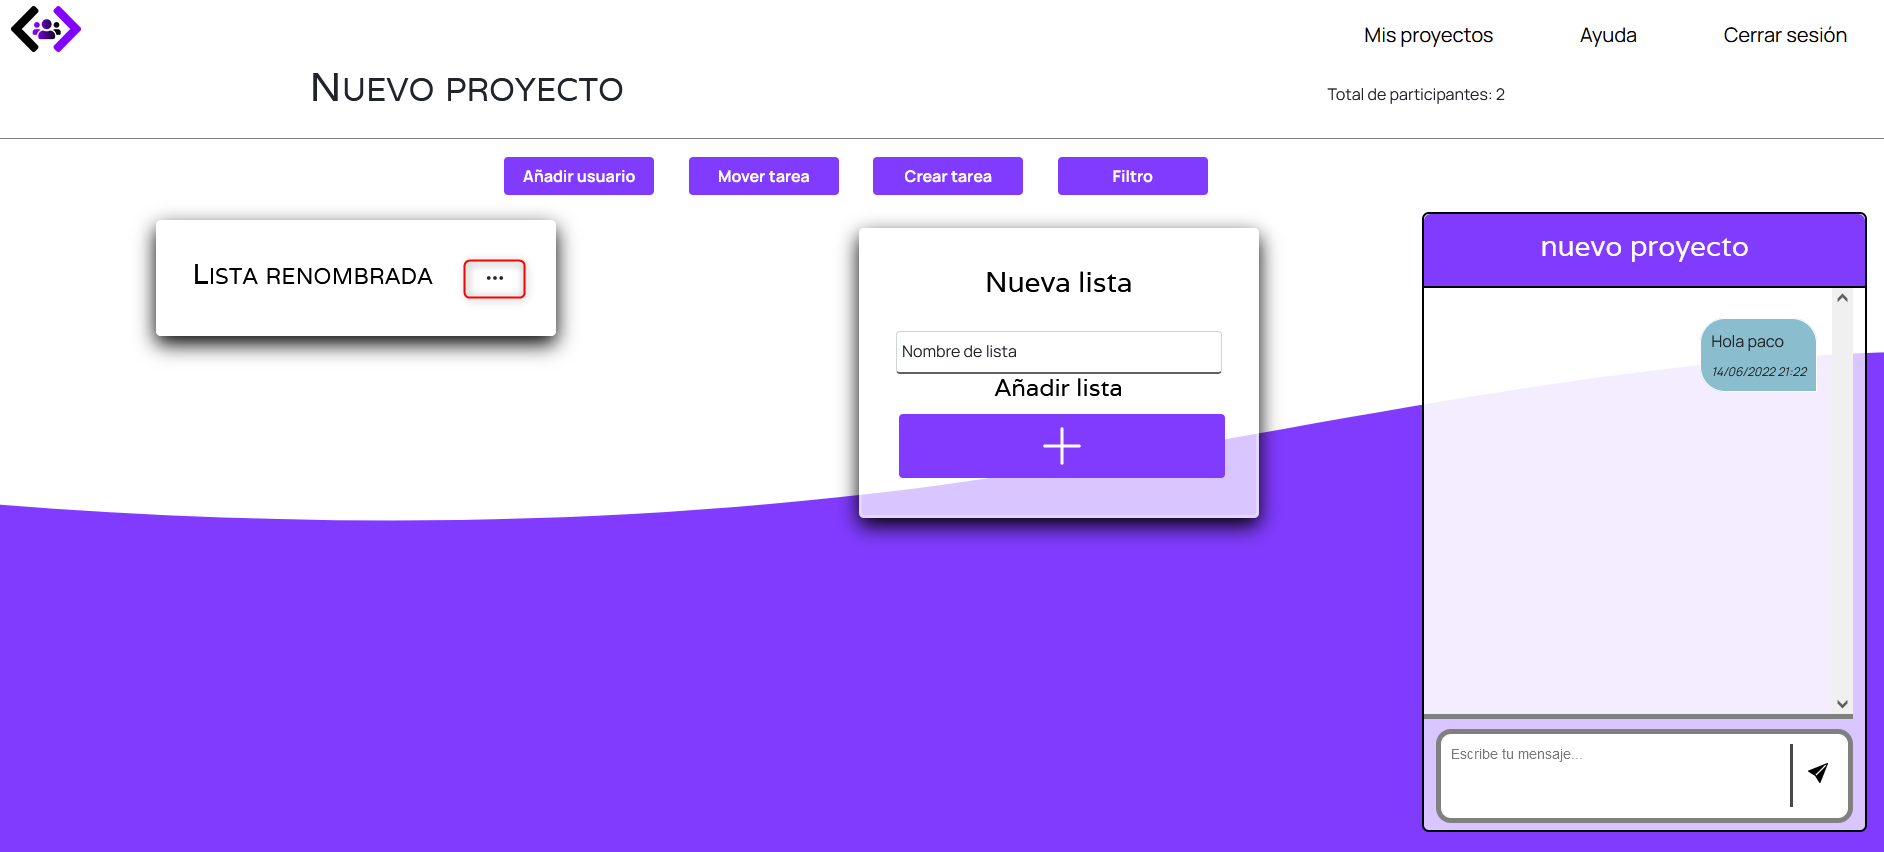 Mis proyectos Ayuda Cerrar sesión
Nuevo proyecto
Total de participantes: 2
Añadir usuario Mover tarea Crear tarea Filtro
Lista renombrada
...
Nueva lista
Nombre de lista
Añadir lista
nuevo proyecto
Hola paco
14/06/2022 21:22
Escribe tu mensaje...